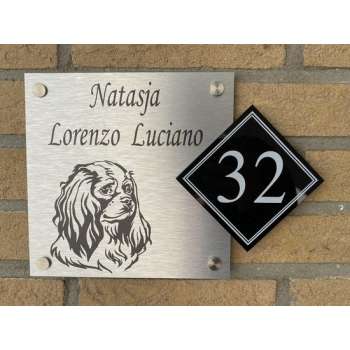 Natasja
Lorenzo Luciano
32